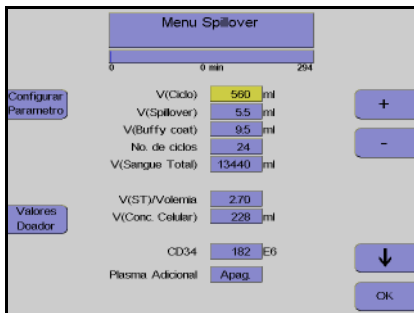 Menu Spillover
0 0 min 294
Configurar
Parametro
V(Ciclo) 560 ml
+
V(Spillover) 5.5 ml
V(Buffy coat) 9.5 ml
-
No. de ciclos 24
V(Sangue Total) 13440 ml
V(ST)/Volemia 2.70
Valores
Doador
V(Conc. Celular) 228 ml
CD34 182 E6
↓
Plasma Adicional Apag.
OK